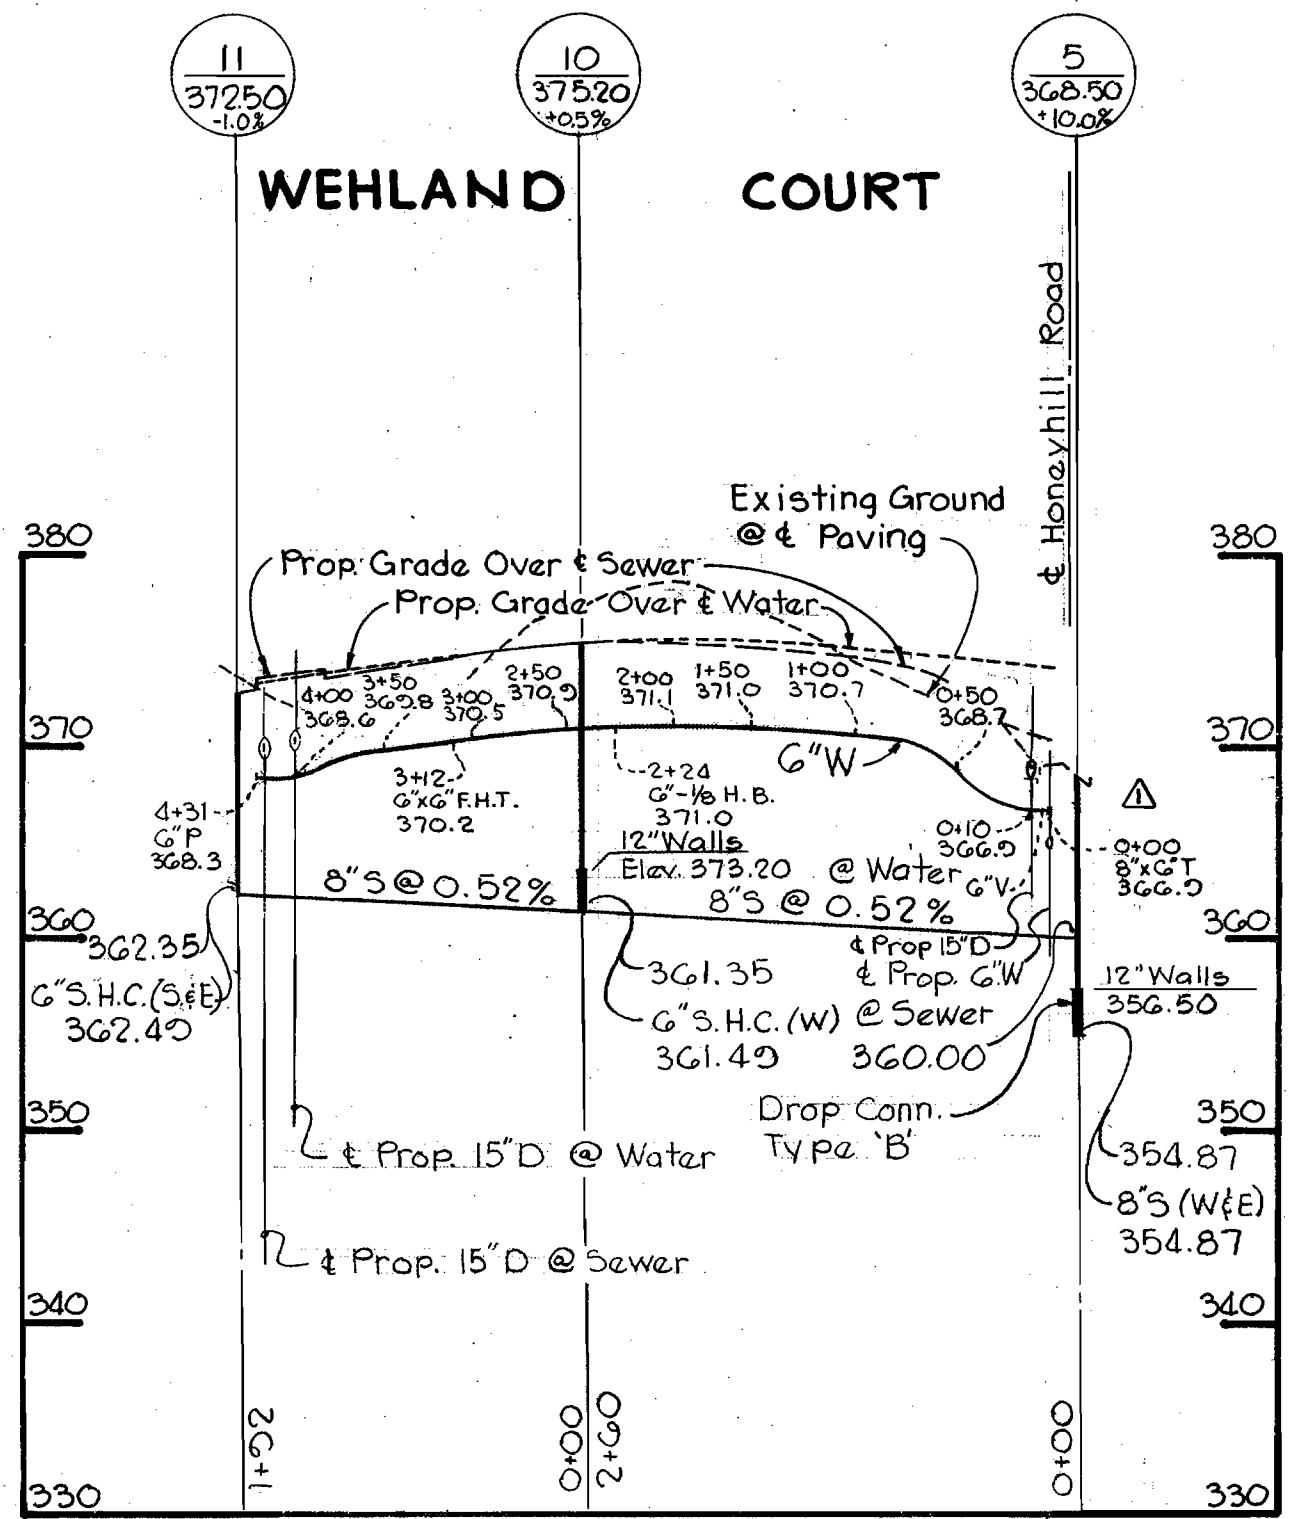 11
372.50
-1.0%
10
375.20
+0.5%
5
368.50
+10.0%
WEHLAND COURT
℄ Honeyhill Road
Existing Ground
@ ℄ Paving
Prop. Grade Over ℄ Sewer
Prop. Grade Over ℄ Water
380
380
370
370
360
360
350
350
340
340
330
330
4+00
368.6
3+50
369.8
3+00
370.5
2+50
370.9
2+00
371.1
1+50
371.0
1+00
370.7
0+50
368.7
6"W
4+31
6"P
368.3
3+12
6"x6" F.H.T.
370.2
2+24
6"-1/8 H.B.
371.0
12" Walls
Elev. 373.20
0+10
366.9
6"V
1
0+00
8"x6"T
366.9
@ Water
8"S @ 0.52%
8"S @ 0.52%
℄ Prop 15"D
℄ Prop. 6"W
@ Sewer
360.00
362.35
6"S.H.C.(S.&E)
362.49
361.35
6"S.H.C.(W)
361.49
12" Walls
356.50
Drop Conn.
Type 'B'
354.87
8"S (W&E)
354.87
℄ Prop. 15"D @ Water
℄ Prop. 15"D @ Sewer
0+00
2+60
0+00